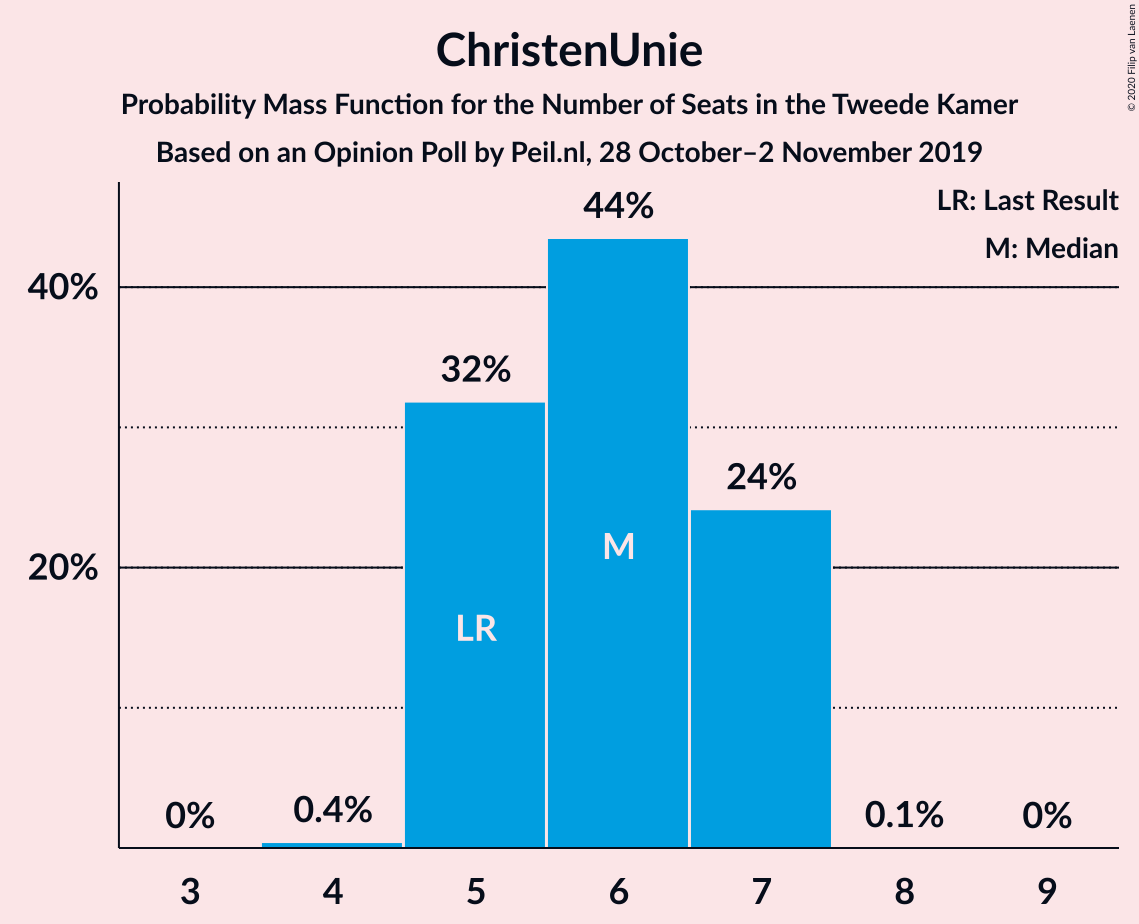 ChristenUnie
Probability Mass Function for the Number of Seats in the Tweede Kamer
Based on an Opinion Poll by Peil.nl, 28 October–2 November 2019
© 2020 Filip van Laenen
LR: Last Result
M: Median
40%
20%
0%
0.4%
32%
44%
24%
0.1%
0%
LR
M
3
4
5
6
7
8
9